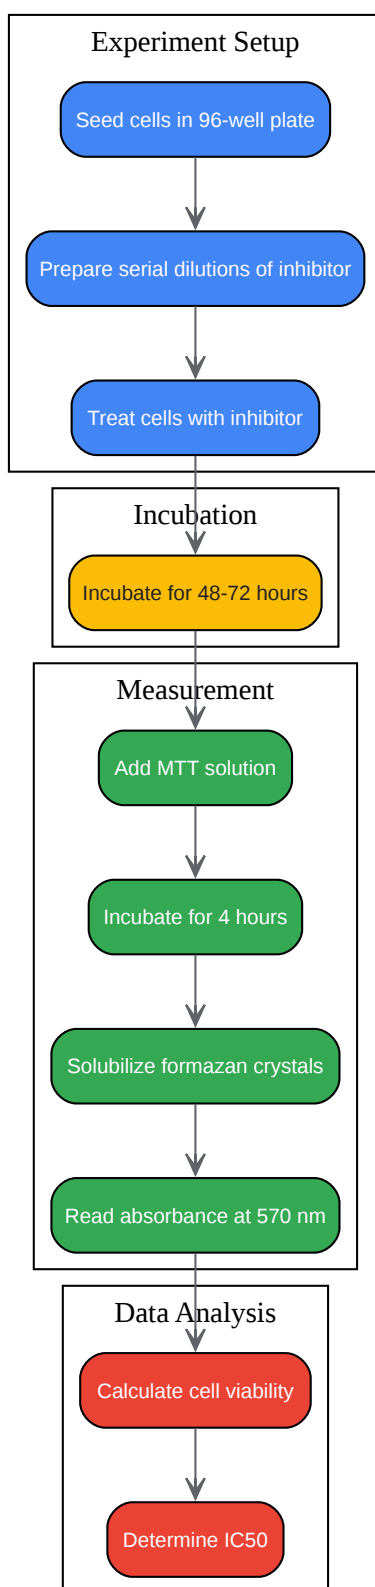 Experiment Setup
Seed cells in 96-well plate
Prepare serial dilutions of inhibitor
Treat cells with inhibitor
Incubation
Incubate for 48-72 hours
Measurement
Add MTT solution
Incubate for 4 hours
Solubilize formazan crystals
Read absorbance at 570 nm
Data Analysis
Calculate cell viability
Determine IC50